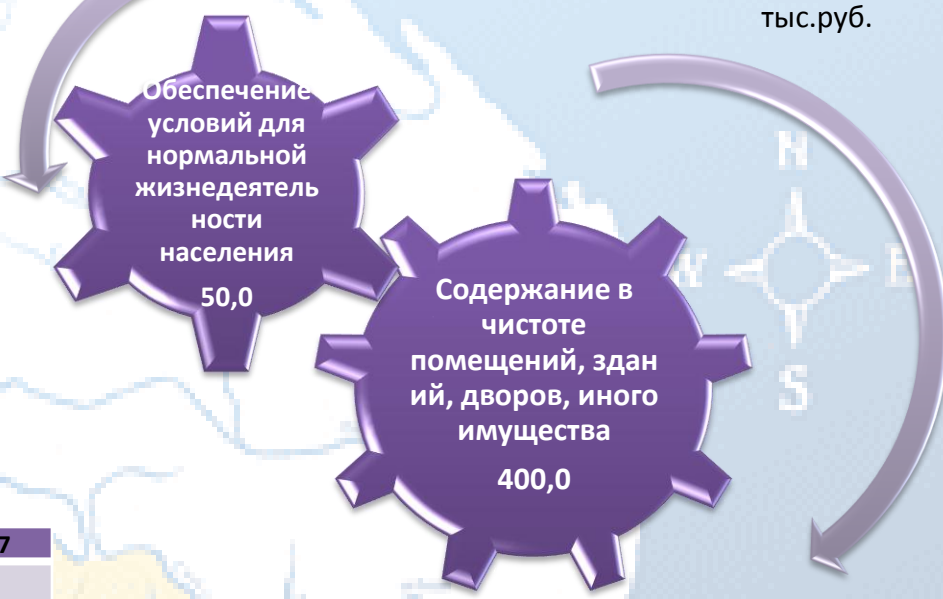 тыс.руб.
Обеспечение
условий для
нормальной
жизнедеятель
ности
населения
50,0
N
W
E
Содержание в
чистоте
помещений, здан
ий, дворов, иного
имущества
400,0
S
7